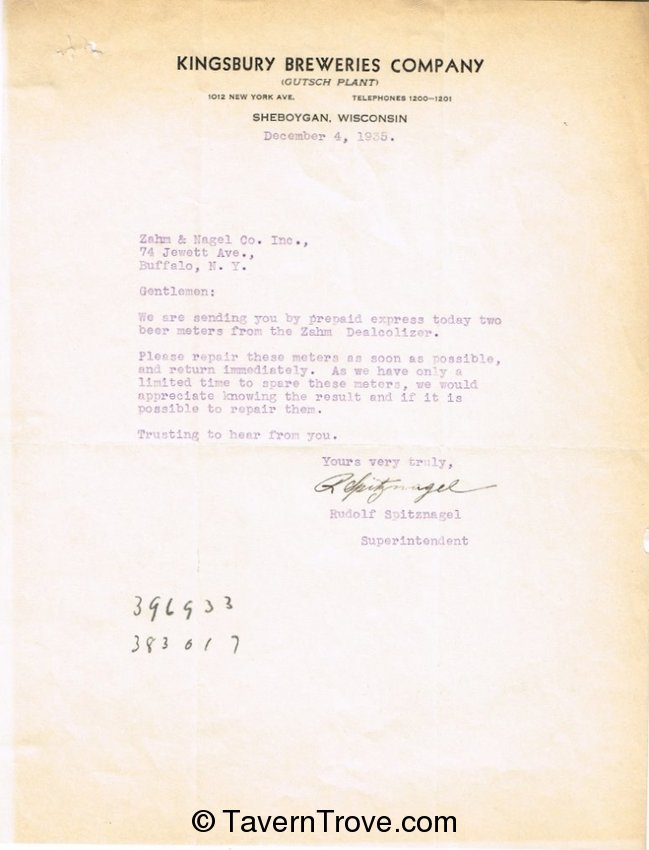 KINGSBURY BREWERIES COMPANY
(GUTSCH PLANT)
1012 NEW YORK AVE. TELEPHONES 1200—1201
SHEBOYGAN, WISCONSIN
December 4, 1935.
Zahm & Nagel Co. Inc.,
74 Jewett Ave.,
Buffalo, N. Y.
Gentlemen:
We are sending you by prepaid express today two
beer meters from the Zahm Dealcolizer.
Please repair these meters as soon as possible,
and return immediately. As we have only a
limited time to spare these meters, we would
appreciate knowing the result and if it is
possible to repair them.
Trusting to hear from you.
Yours very truly,
R Spitznagel
Rudolf Spitznagel
Superintendent
396933
383017
© TavernTrove.com